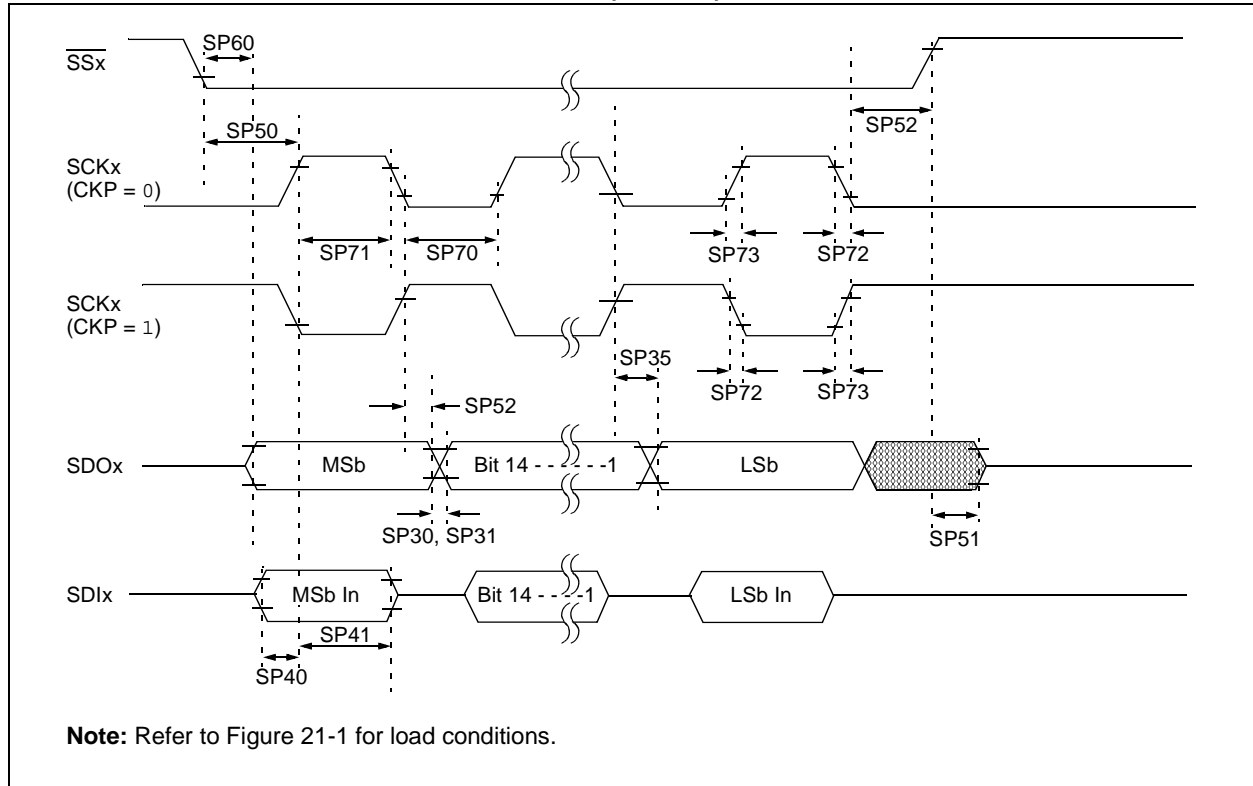 SP60
SSx
SP50
SP52
SCKx
(CKP = 0)
SP71
SP70
SP73
SP72
SCKx
(CKP = 1)
SP35
SP72
SP73
SP52
SDOx
MSb
Bit 14 - - - - - -1
LSb
SP30, SP31
SP51
SDIx
MSb In
Bit 14 - - - -1
LSb In
SP41
SP40
Note: Refer to Figure 21-1 for load conditions.